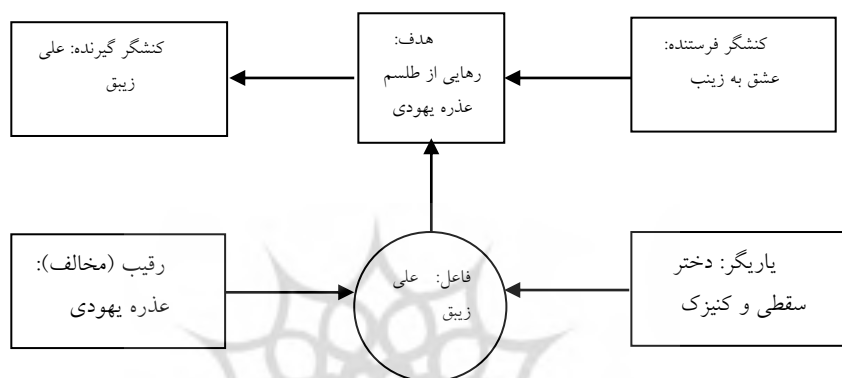 کنشگر فرستنده:
عشق به زینب
هدف:
رهایی از طلسم
عذره یهودی
کنشگر گیرنده: علی
زیبق
یاریگر: دختر
سقطی و کنیزک
فاعل: علی
زیبق
رقیب (مخالف):
عذره یهودی